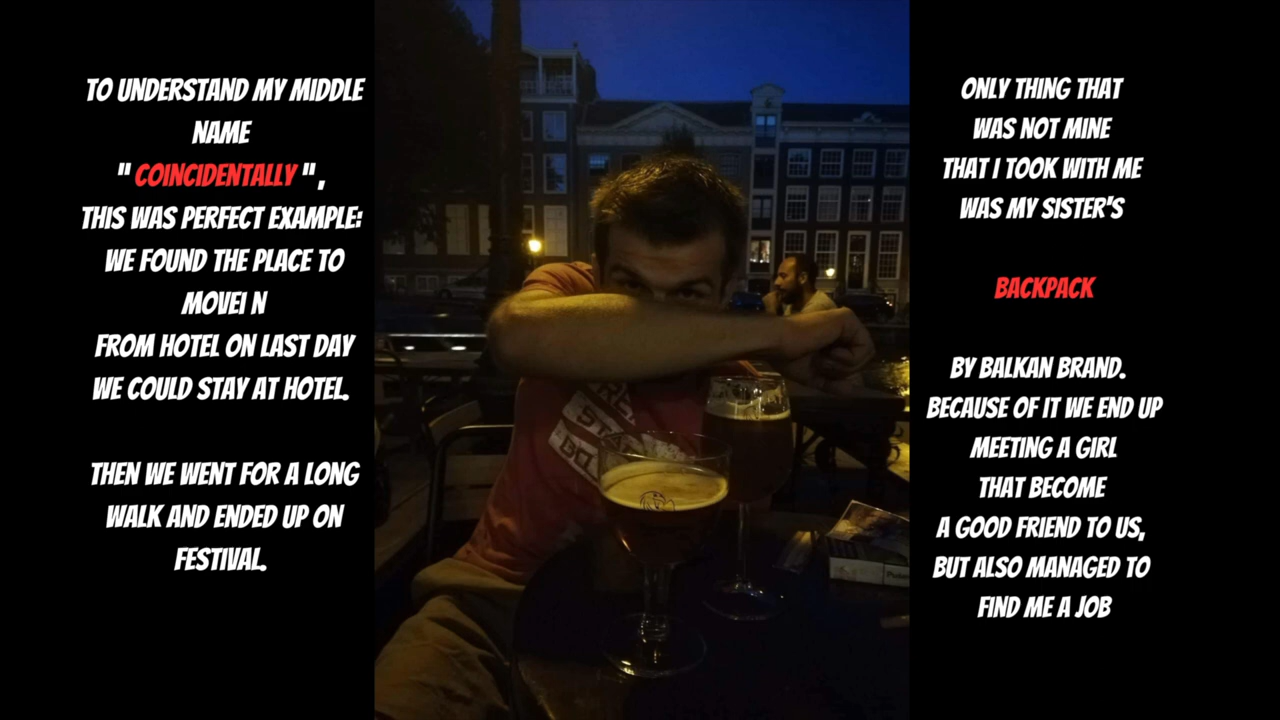 TO UNDERSTAND MY MIDDLE
NAME
" COINCIDENTALLY ",
THIS WAS PERFECT EXAMPLE:
WE FOUND THE PLACE TO
MOVEI N
FROM HOTEL ON LAST DAY
WE COULD STAY AT HOTEL.
THEN WE WENT FOR A LONG
WALK AND ENDED UP ON
FESTIVAL.
ONLY THING THAT
WAS NOT MINE
THAT I TOOK WITH ME
WAS MY SISTER'S
BACKPACK
BY BALKAN BRAND.
BECAUSE OF IT WE END UP
MEETING A GIRL
THAT BECOME
A GOOD FRIEND TO US,
BUT ALSO MANAGED TO
FIND ME A JOB